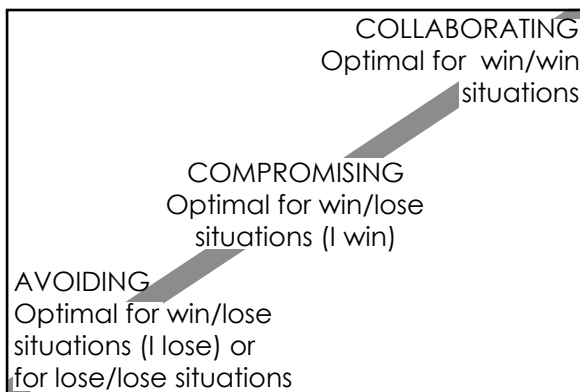 COLLABORATING
Optimal for win/win
situations
COMPROMISING
Optimal for win/lose
situations (I win)
AVOIDING
Optimal for win/lose
situations (I lose) or
for lose/lose situations